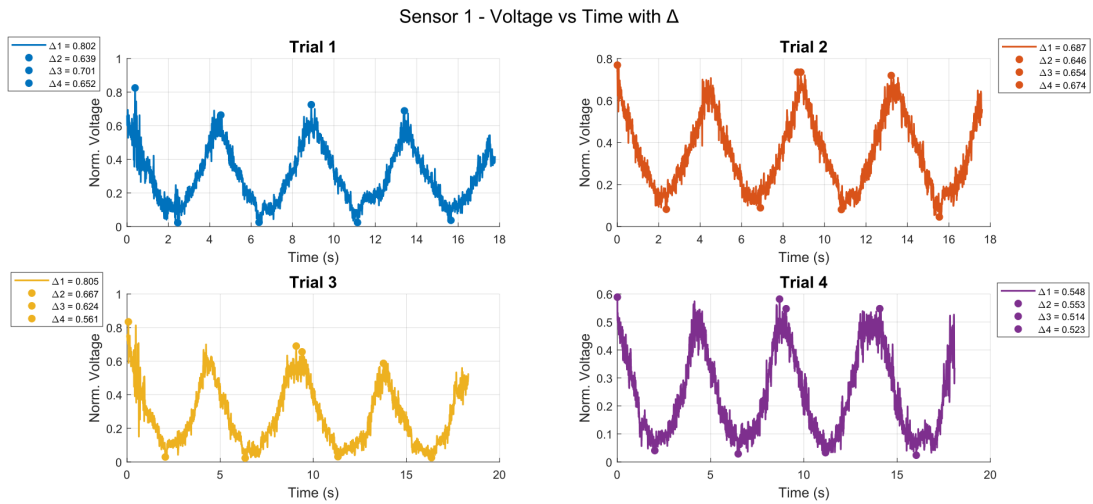 Sensor 1 - Voltage vs Time with Δ
Trial 1
Δ1 = 0.802
Δ2 = 0.639
Δ3 = 0.701
Δ4 = 0.652
Norm. Voltage
1
0.8
0.6
0.4
0.2
0
0 2 4 6 8 10 12 14 16 18
Time (s)
Trial 2
Δ1 = 0.687
Δ2 = 0.646
Δ3 = 0.654
Δ4 = 0.674
Norm. Voltage
0.8
0.6
0.4
0.2
0
0 2 4 6 8 10 12 14 16 18
Time (s)
Trial 3
Δ1 = 0.805
Δ2 = 0.667
Δ3 = 0.624
Δ4 = 0.561
Norm. Voltage
1
0.8
0.6
0.4
0.2
0
0 5 10 15 20
Time (s)
Trial 4
Δ1 = 0.548
Δ2 = 0.553
Δ3 = 0.514
Δ4 = 0.523
Norm. Voltage
0.6
0.5
0.4
0.3
0.2
0.1
0
0 5 10 15 20
Time (s)